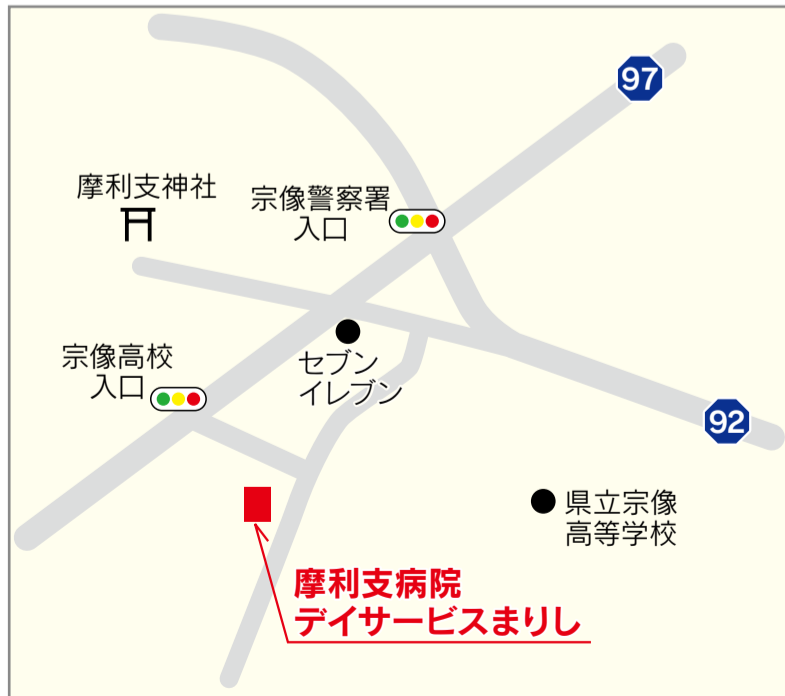 97
摩利支神社
宗像警察署
入口
宗像高校
入口
セブン
イレブン
92
県立宗像
高等学校
摩利支病院
デイサービスまりし